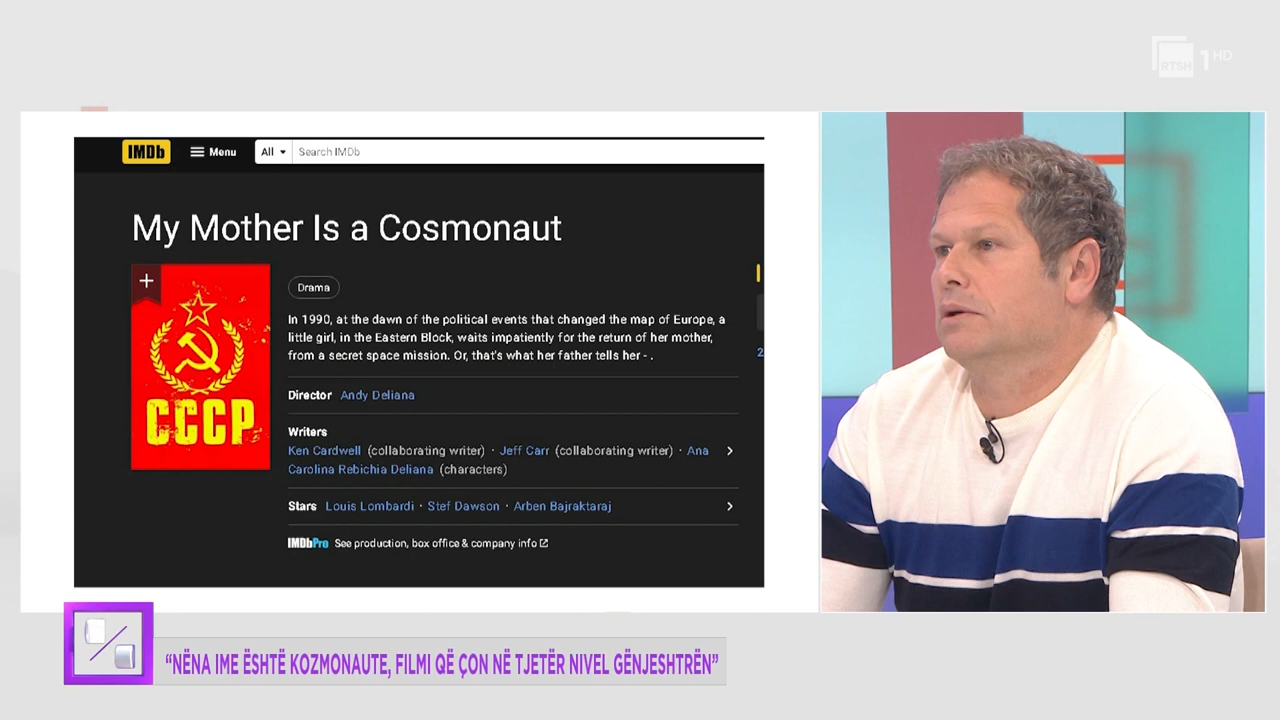 RTSH 1 HD
IMDb Menu All Search IMDb
My Mother Is a Cosmonaut
+
CCCP
Drama
In 1990, at the dawn of the political events that changed the map of Europe, a
little girl, in the Eastern Block, waits impatiently for the return of her mother,
from a secret space mission. Or, that's what her father tells her - .
2
Director Andy Deliana
Writers
Ken Cardwell (collaborating writer) · Jeff Carr (collaborating writer) · Ana
Carolina Rebichia Deliana (characters)
Stars Louis Lombardi · Stef Dawson · Arben Bajraktaraj
IMDbPro See production, box office & company info
“NËNA IME ËSHTË KOZMONAUTE, FILMI QË ÇON NË TJETËR NIVEL GËNJESHTRËN”